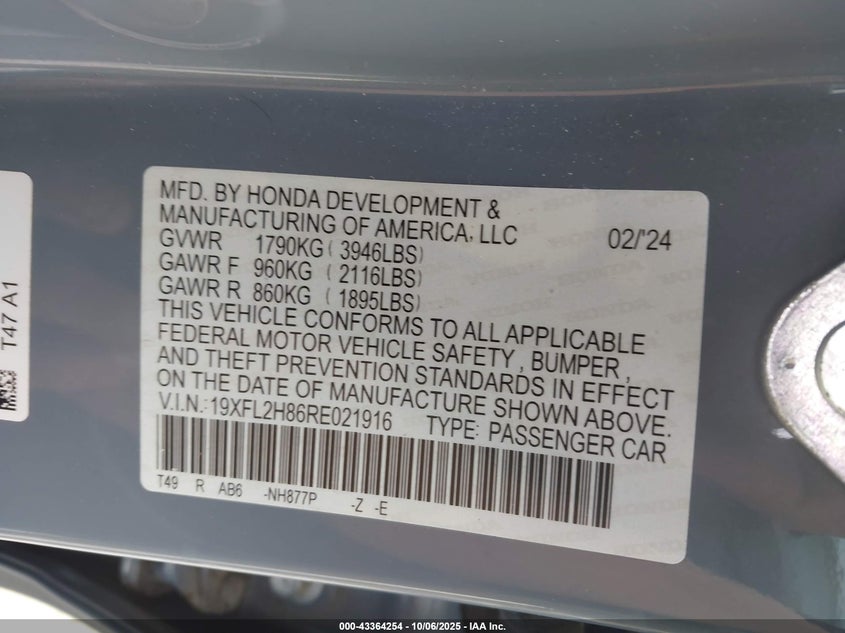 T47 A1
MFD. BY HONDA DEVELOPMENT &
MANUFACTURING OF AMERICA, LLC 02/'24
GVWR 1790KG ( 3946LBS)
GAWR F 960KG ( 2116LBS)
GAWR R 860KG ( 1895LBS)
THIS VEHICLE CONFORMS TO ALL APPLICABLE
FEDERAL MOTOR VEHICLE SAFETY , BUMPER ,
AND THEFT PREVENTION STANDARDS IN EFFECT
ON THE DATE OF MANUFACTURE SHOWN ABOVE.
V.I.N.:19XFL2H86RE021916 TYPE: PASSENGER CAR
T49 R AB6 -NH877P -Z -E
000-43364254 - 10/06/2025 - IAA Inc.